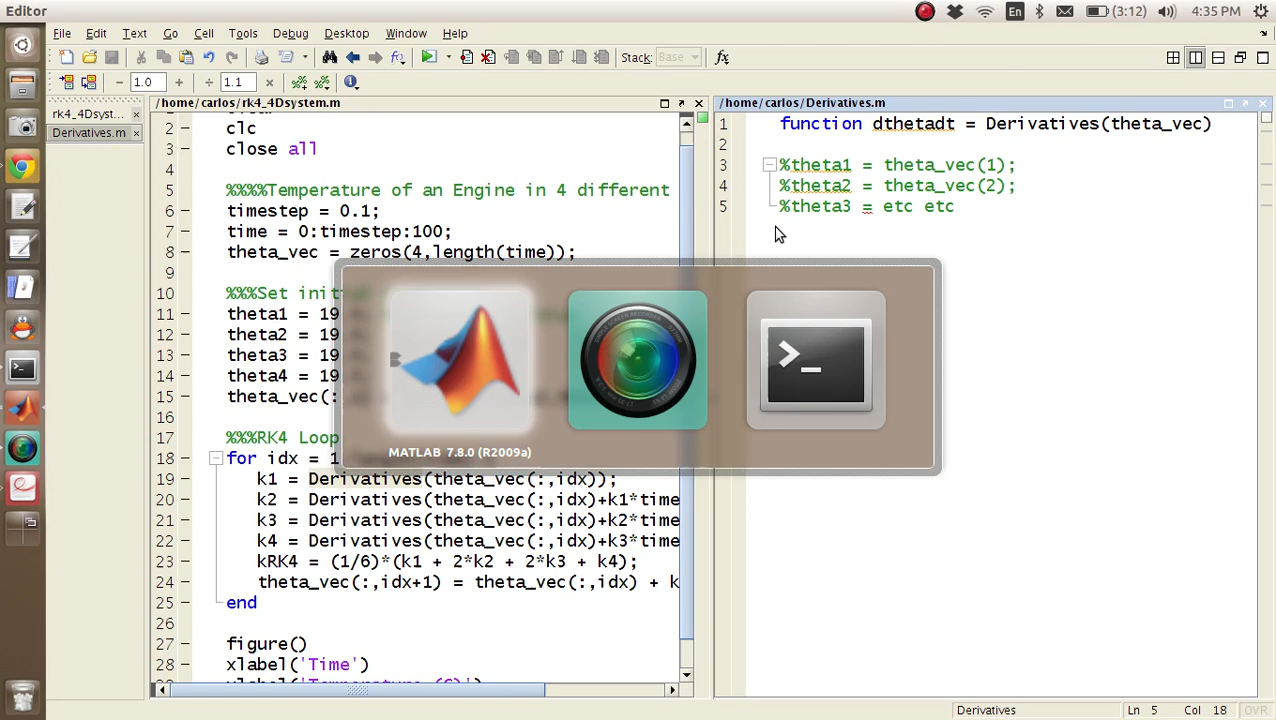 Editor
En
(3:12)
4:35 PM
File Edit Text Go Cell Tools Debug Desktop Window Help
Stack: Base
fx
1.0
1.1
rk4_4Dsyst...
Derivatives.m
/home/carlos/rk4_4Dsystem.m
2 clc
3 close all
4
5 %%%%Temperature of an Engine in 4 different
6 timestep = 0.1;
7 time = 0:timestep:100;
8 theta_vec = zeros(4,length(time));
9
10 %%%Set initial
11 theta1 = 19
12 theta2 = 19
13 theta3 = 19
14 theta4 = 19
15 theta_vec(:
16
17 %%%RK4 Loop
18 for idx = 1
19 k1 = Derivatives(theta_vec(:,idx));
20 k2 = Derivatives(theta_vec(:,idx)+k1*time
21 k3 = Derivatives(theta_vec(:,idx)+k2*time
22 k4 = Derivatives(theta_vec(:,idx)+k3*time
23 kRK4 = (1/6)*(k1 + 2*k2 + 2*k3 + k4);
24 theta_vec(:,idx+1) = theta_vec(:,idx) + k
25 end
26
27 figure()
28 xlabel('Time')
/home/carlos/Derivatives.m
1 function dthetadt = Derivatives(theta_vec)
2
3 %theta1 = theta_vec(1);
4 %theta2 = theta_vec(2);
5 %theta3 = etc etc
MATLAB 7.8.0 (R2009a)
Derivatives
Ln 5 Col 18 OVR